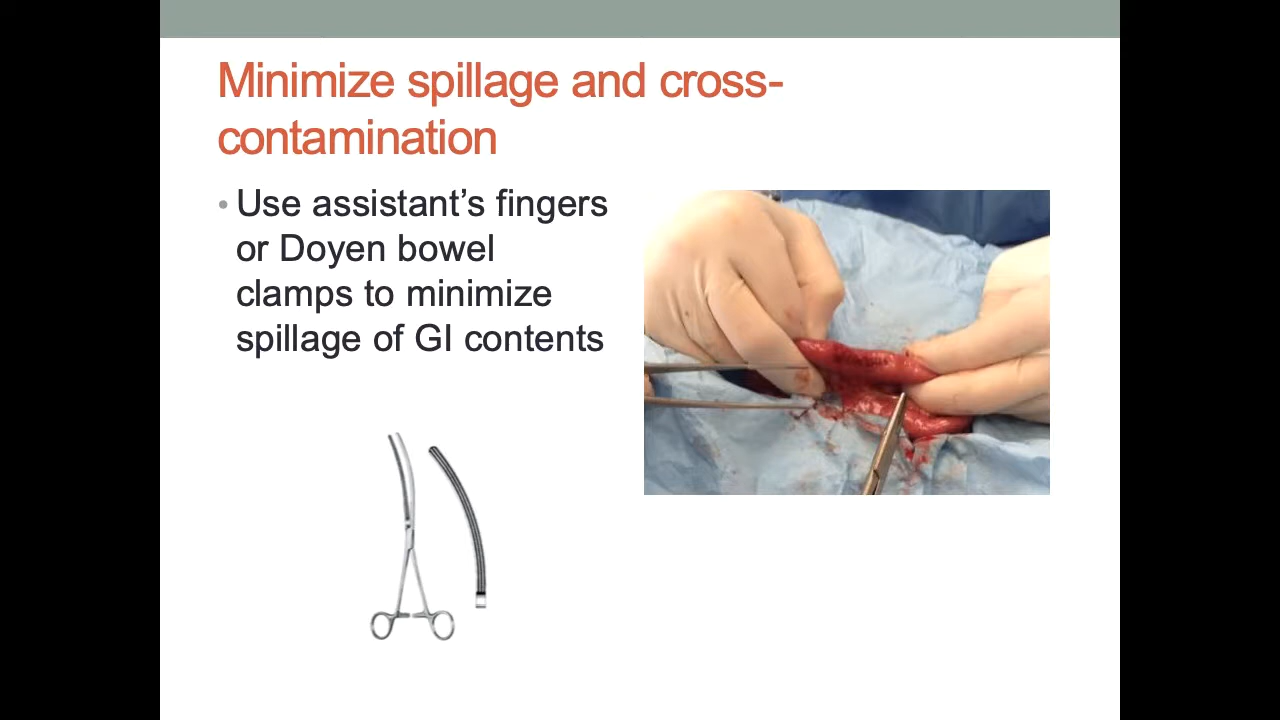 Minimize spillage and cross-
contamination
• Use assistant’s fingers
or Doyen bowel
clamps to minimize
spillage of GI contents